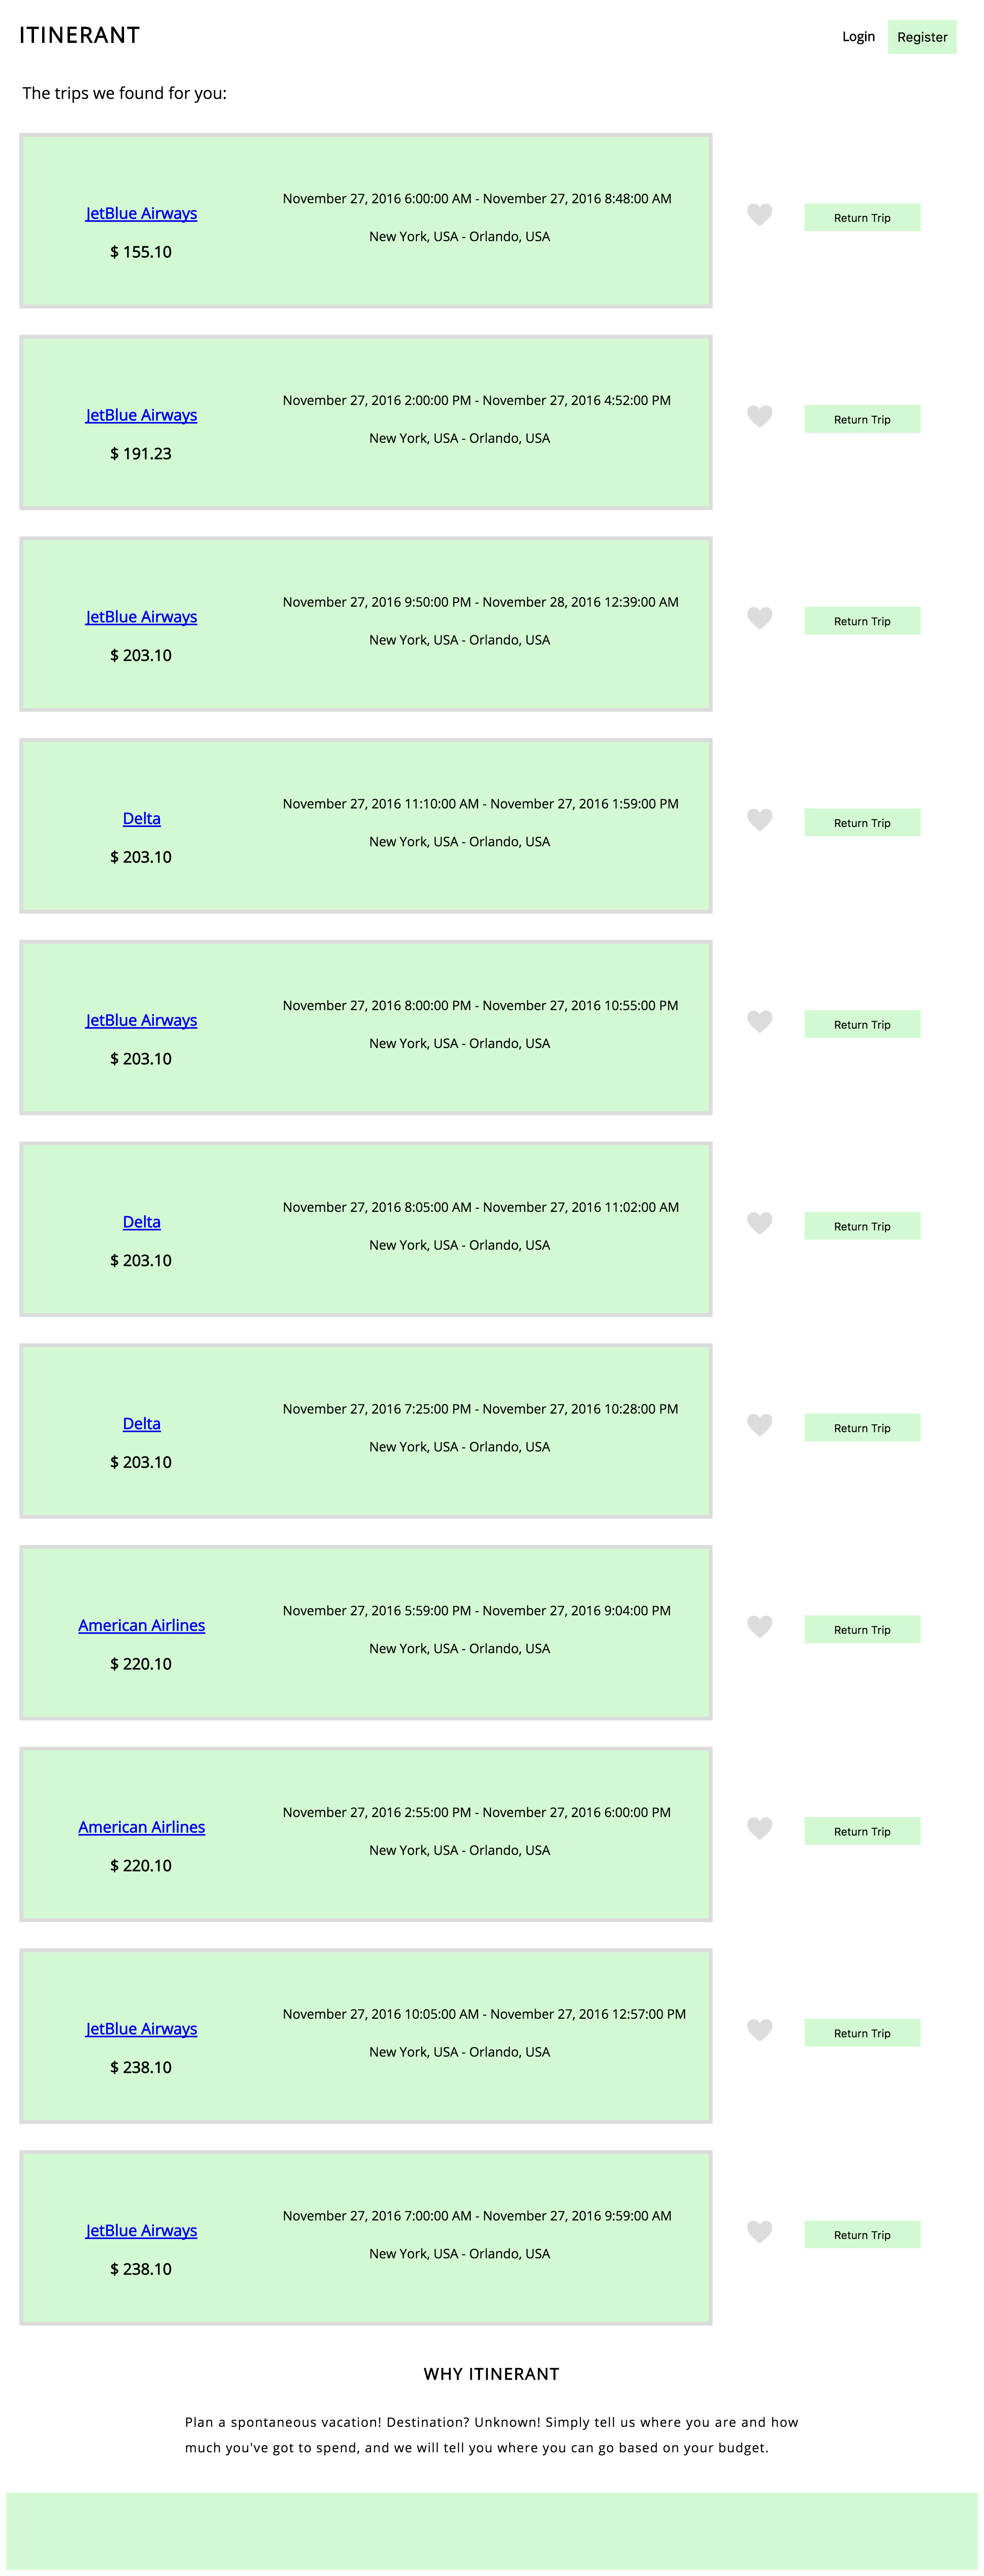 ITINERANT
Login Register
The trips we found for you:
JetBlue Airways
$ 155.10
November 27, 2016 6:00:00 AM - November 27, 2016 8:48:00 AM
New York, USA - Orlando, USA
Return Trip
JetBlue Airways
$ 191.23
November 27, 2016 2:00:00 PM - November 27, 2016 4:52:00 PM
New York, USA - Orlando, USA
Return Trip
JetBlue Airways
$ 203.10
November 27, 2016 9:50:00 PM - November 28, 2016 12:39:00 AM
New York, USA - Orlando, USA
Return Trip
Delta
$ 203.10
November 27, 2016 11:10:00 AM - November 27, 2016 1:59:00 PM
New York, USA - Orlando, USA
Return Trip
JetBlue Airways
$ 203.10
November 27, 2016 8:00:00 PM - November 27, 2016 10:55:00 PM
New York, USA - Orlando, USA
Return Trip
Delta
$ 203.10
November 27, 2016 8:05:00 AM - November 27, 2016 11:02:00 AM
New York, USA - Orlando, USA
Return Trip
Delta
$ 203.10
November 27, 2016 7:25:00 PM - November 27, 2016 10:28:00 PM
New York, USA - Orlando, USA
Return Trip
American Airlines
$ 220.10
November 27, 2016 5:59:00 PM - November 27, 2016 9:04:00 PM
New York, USA - Orlando, USA
Return Trip
American Airlines
$ 220.10
November 27, 2016 2:55:00 PM - November 27, 2016 6:00:00 PM
New York, USA - Orlando, USA
Return Trip
JetBlue Airways
$ 238.10
November 27, 2016 10:05:00 AM - November 27, 2016 12:57:00 PM
New York, USA - Orlando, USA
Return Trip
JetBlue Airways
$ 238.10
November 27, 2016 7:00:00 AM - November 27, 2016 9:59:00 AM
New York, USA - Orlando, USA
Return Trip
WHY ITINERANT
Plan a spontaneous vacation! Destination? Unknown! Simply tell us where you are and how
much you've got to spend, and we will tell you where you can go based on your budget.